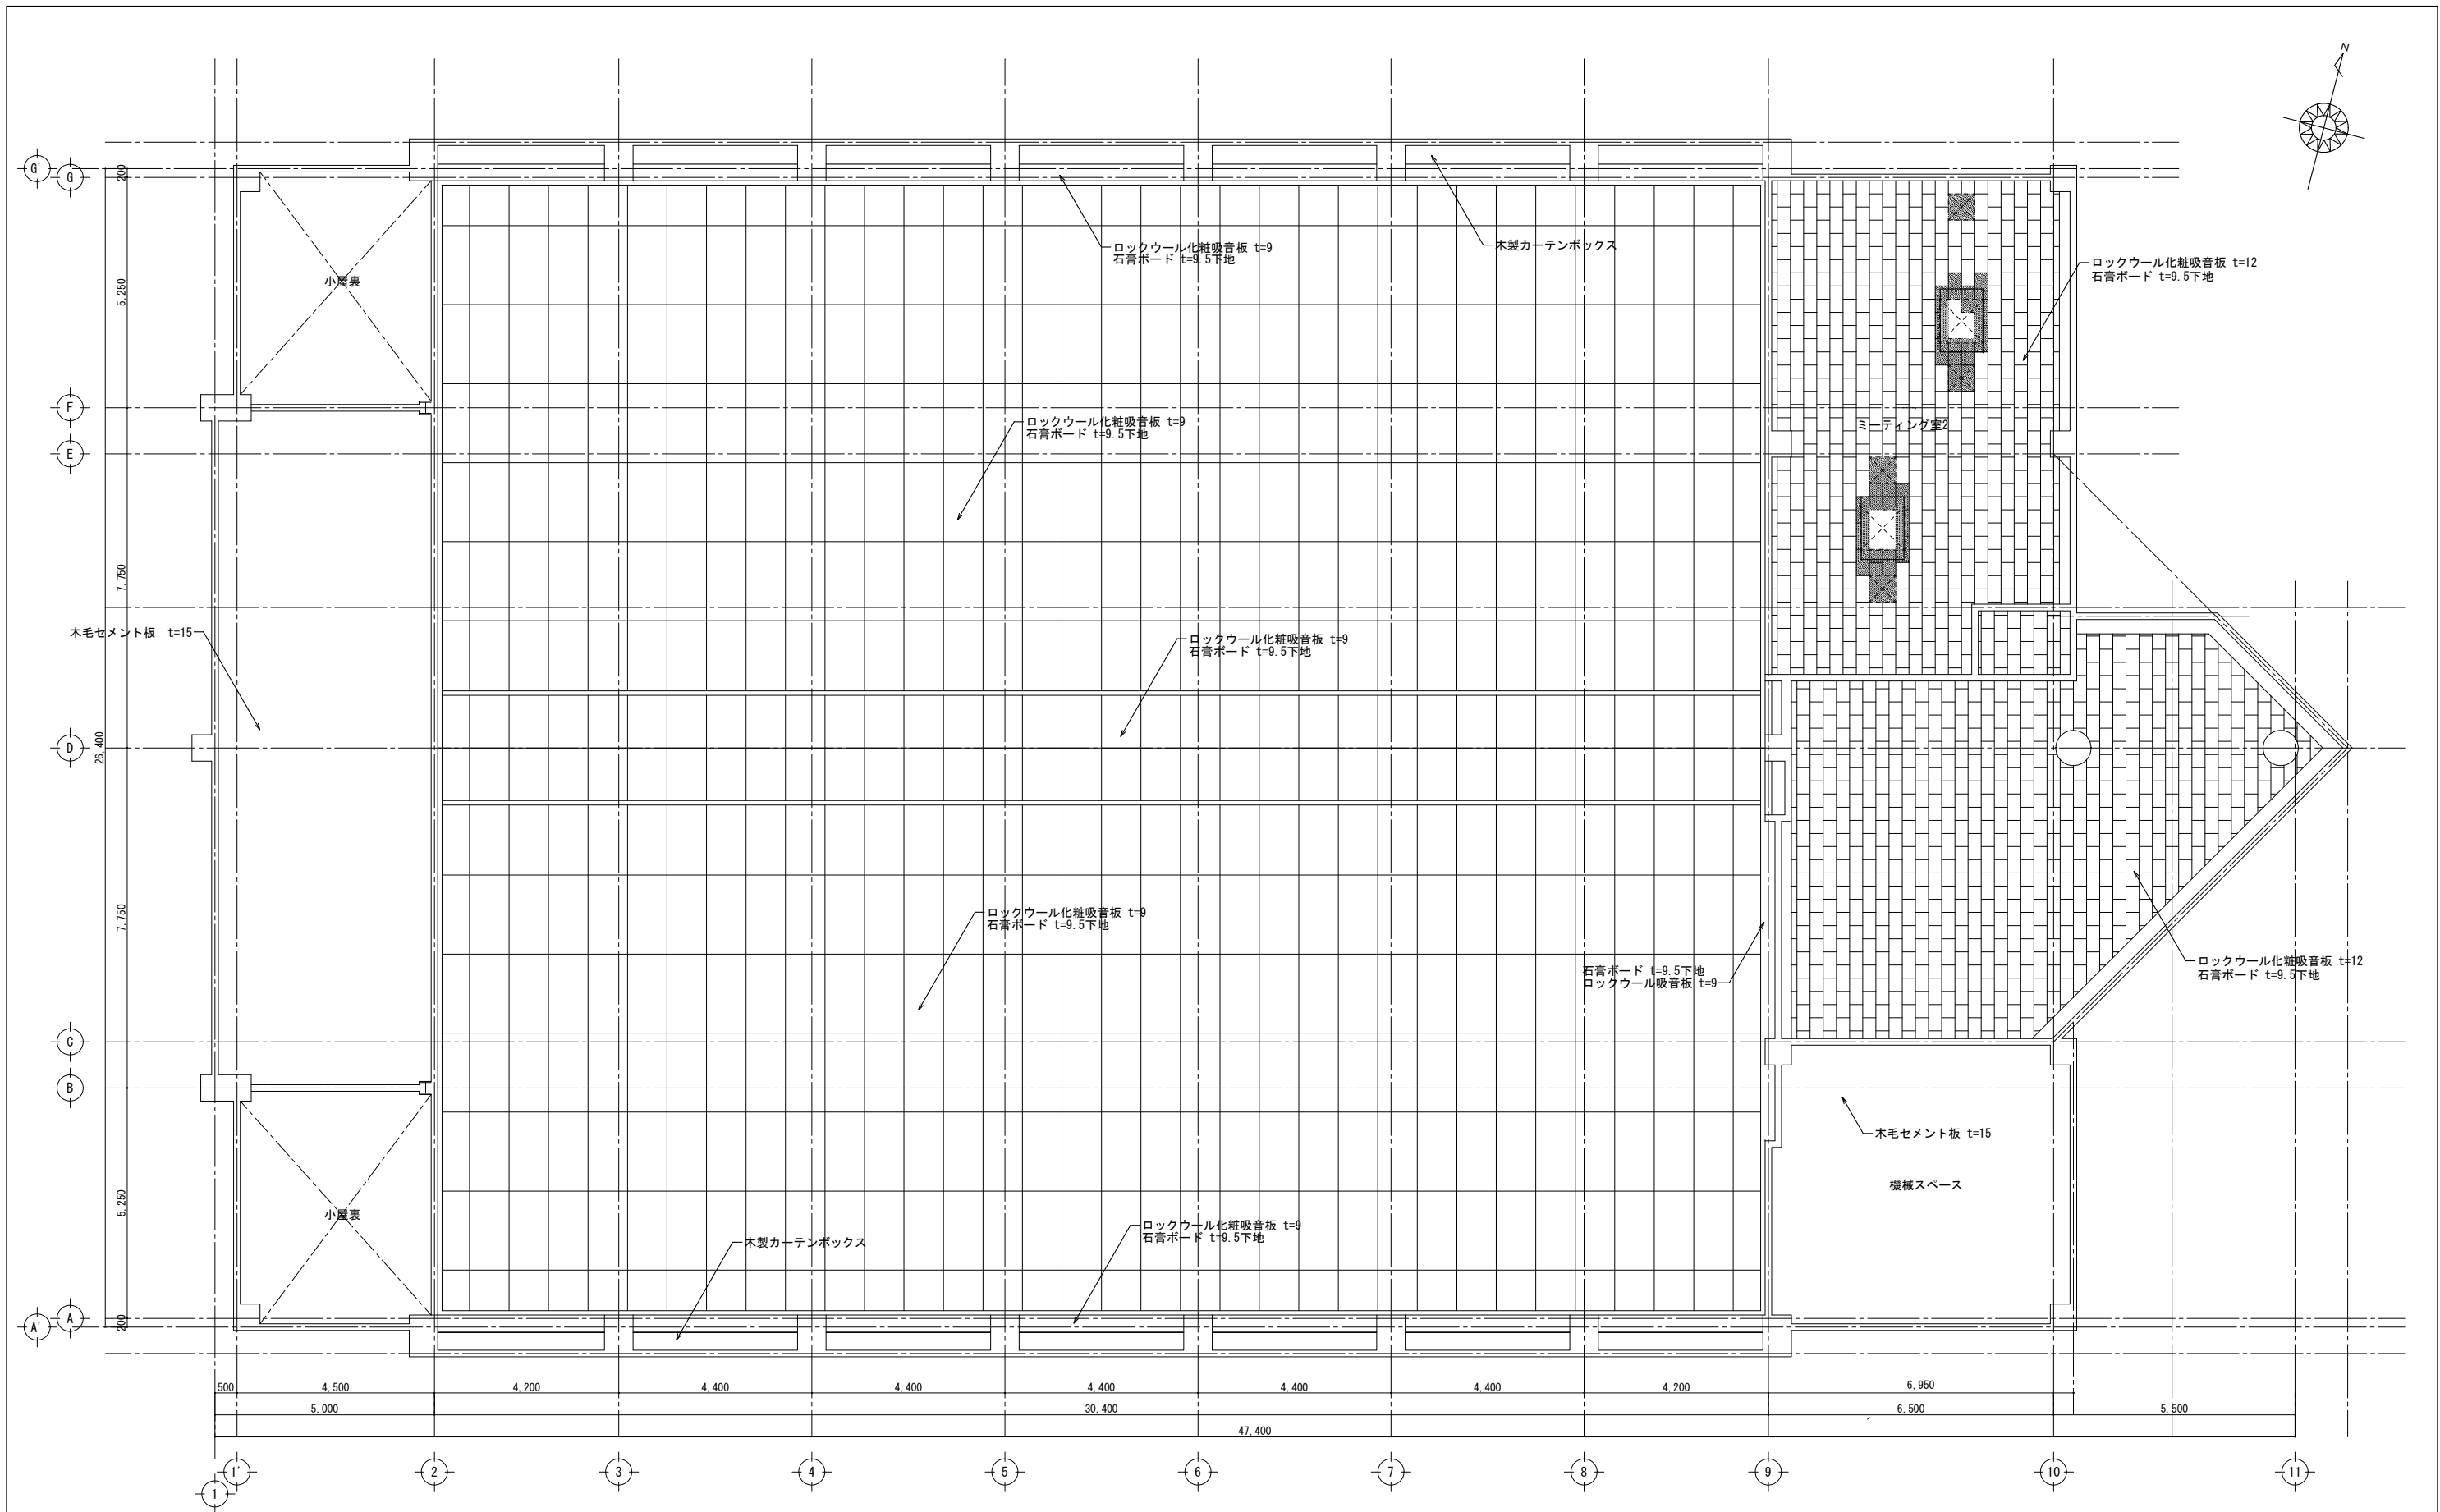 N
G'
G
200
ロックウール化粧吸音板 t=9
石膏ボード t=9.5下地
木製カーテンボックス
ロックウール化粧吸音板 t=12
石膏ボード t=9.5下地
小屋裏
5,250
F
ロックウール化粧吸音板 t=9
石膏ボード t=9.5下地
ミーティング室2
E
7,750
木毛セメント板 t=15
ロックウール化粧吸音板 t=9
石膏ボード t=9.5下地
D
26,400
7,750
ロックウール化粧吸音板 t=9
石膏ボード t=9.5下地
石膏ボード t=9.5下地
ロックウール吸音板 t=9
ロックウール化粧吸音板 t=12
石膏ボード t=9.5下地
C
B
木毛セメント板 t=15
機械スペース
5,250
小屋裏
木製カーテンボックス
ロックウール化粧吸音板 t=9
石膏ボード t=9.5下地
A
A'
200
500 4,500 4,200 4,400 4,400 4,400 4,400 4,400 4,200 6,950
5,000 30,400 6,500 5,500
47,400
1' 2 3 4 5 6 7 8 9 10 11
1